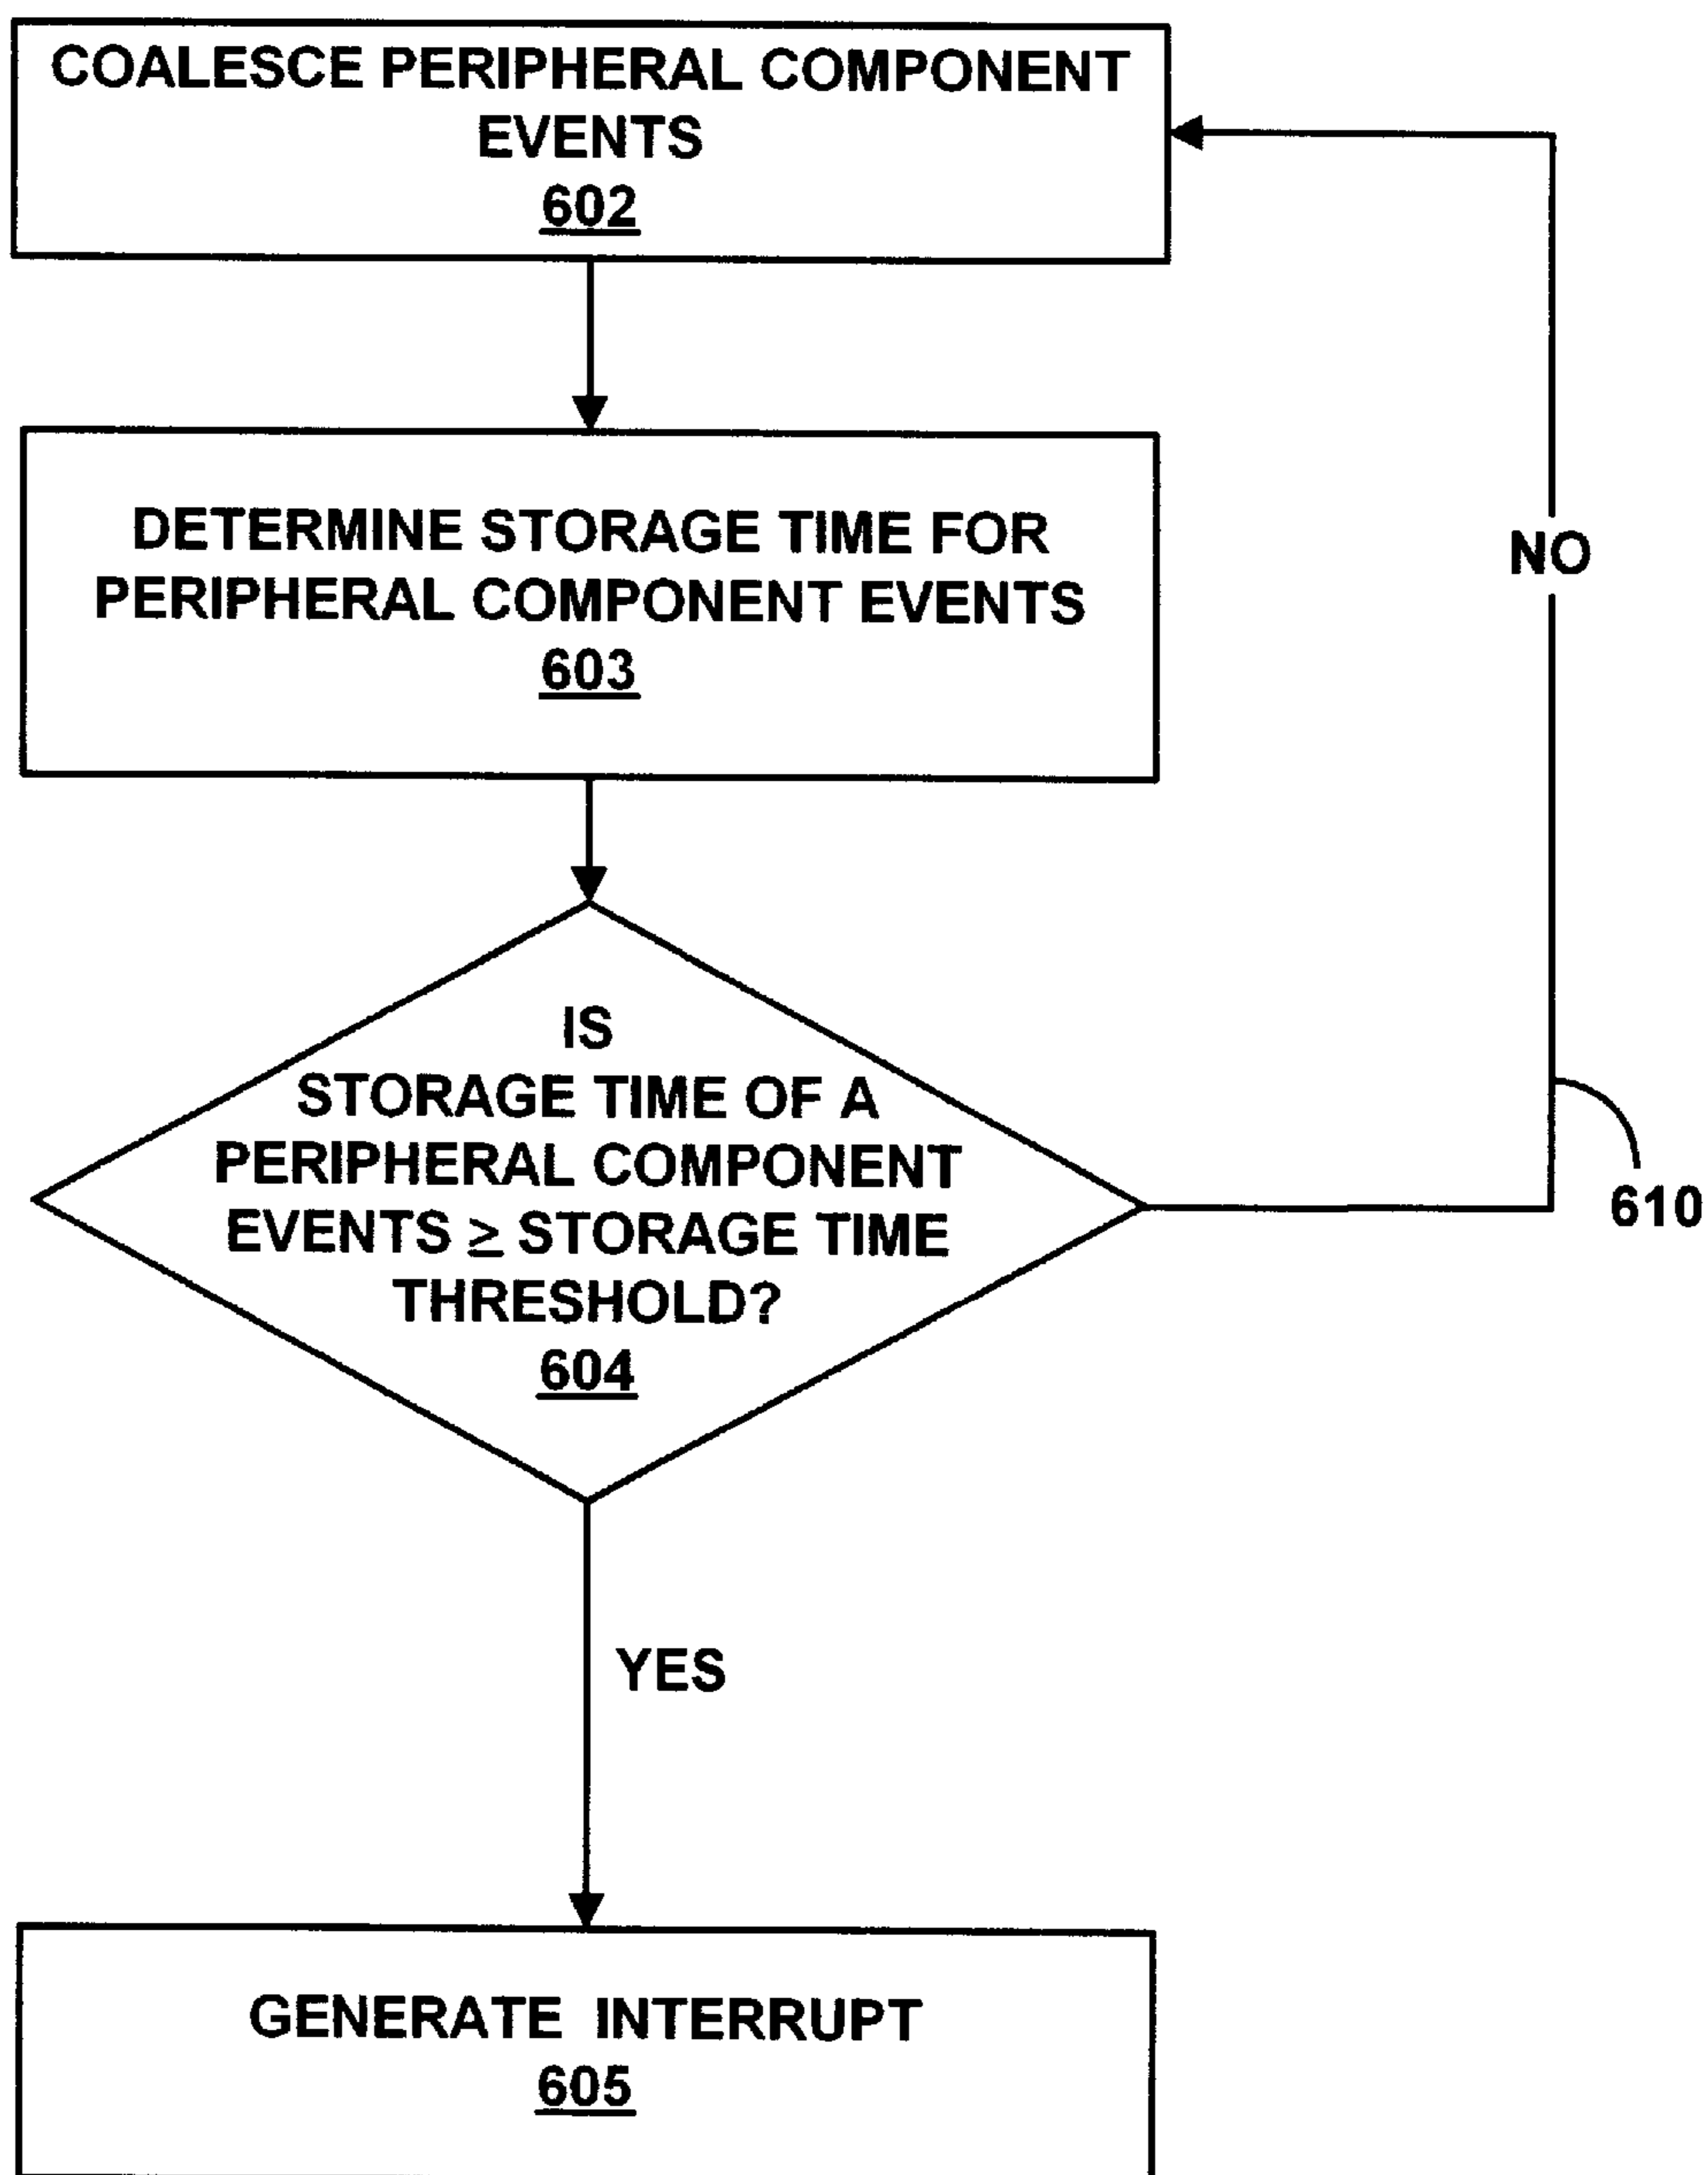 COALESCE PERIPHERAL COMPONENT
EVENTS
602
DETERMINE STORAGE TIME FOR
PERIPHERAL COMPONENT EVENTS
603
NO
IS
STORAGE TIME OF A
PERIPHERAL COMPONENT
EVENTS ≥ STORAGE TIME
THRESHOLD?
604
610
YES
GENERATE INTERRUPT
605